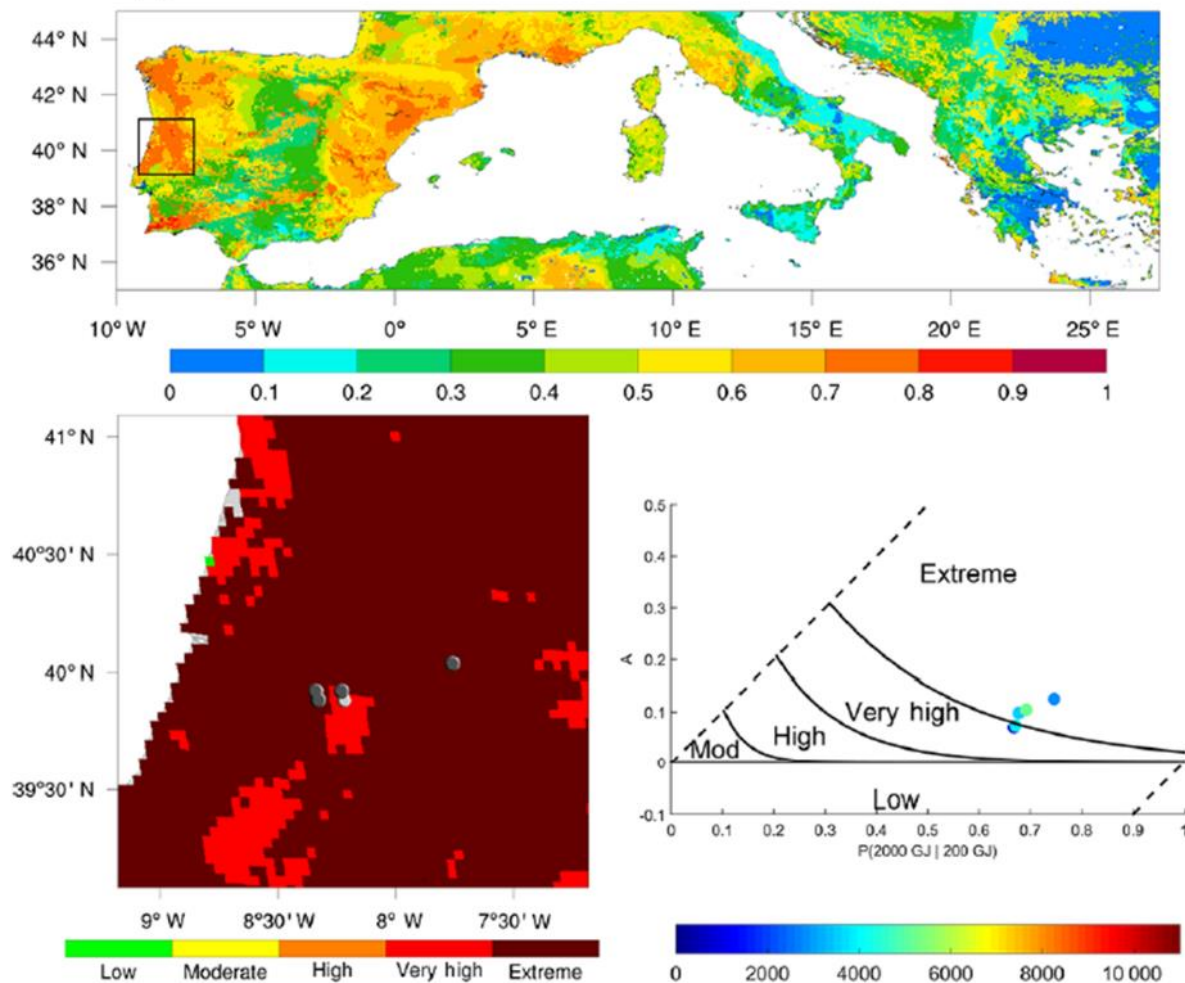 44° N
42° N
40° N
38° N
36° N
10° W 5° W 0° 5° E 10° E 15° E 20° E 25° E
0 0.1 0.2 0.3 0.4 0.5 0.6 0.7 0.8 0.9 1
41° N
40°30' N
40° N
39°30' N
9° W 8°30' W 8° W 7°30' W
Low Moderate High Very high Extreme
0.5
0.4
0.3
0.2
0.1
0
-0.1
A
Extreme
Very high
High
Mod
Low
0 0.1 0.2 0.3 0.4 0.5 0.6 0.7 0.8 0.9 1
P(2000 GJ | 200 GJ)
0 2000 4000 6000 8000 10 000